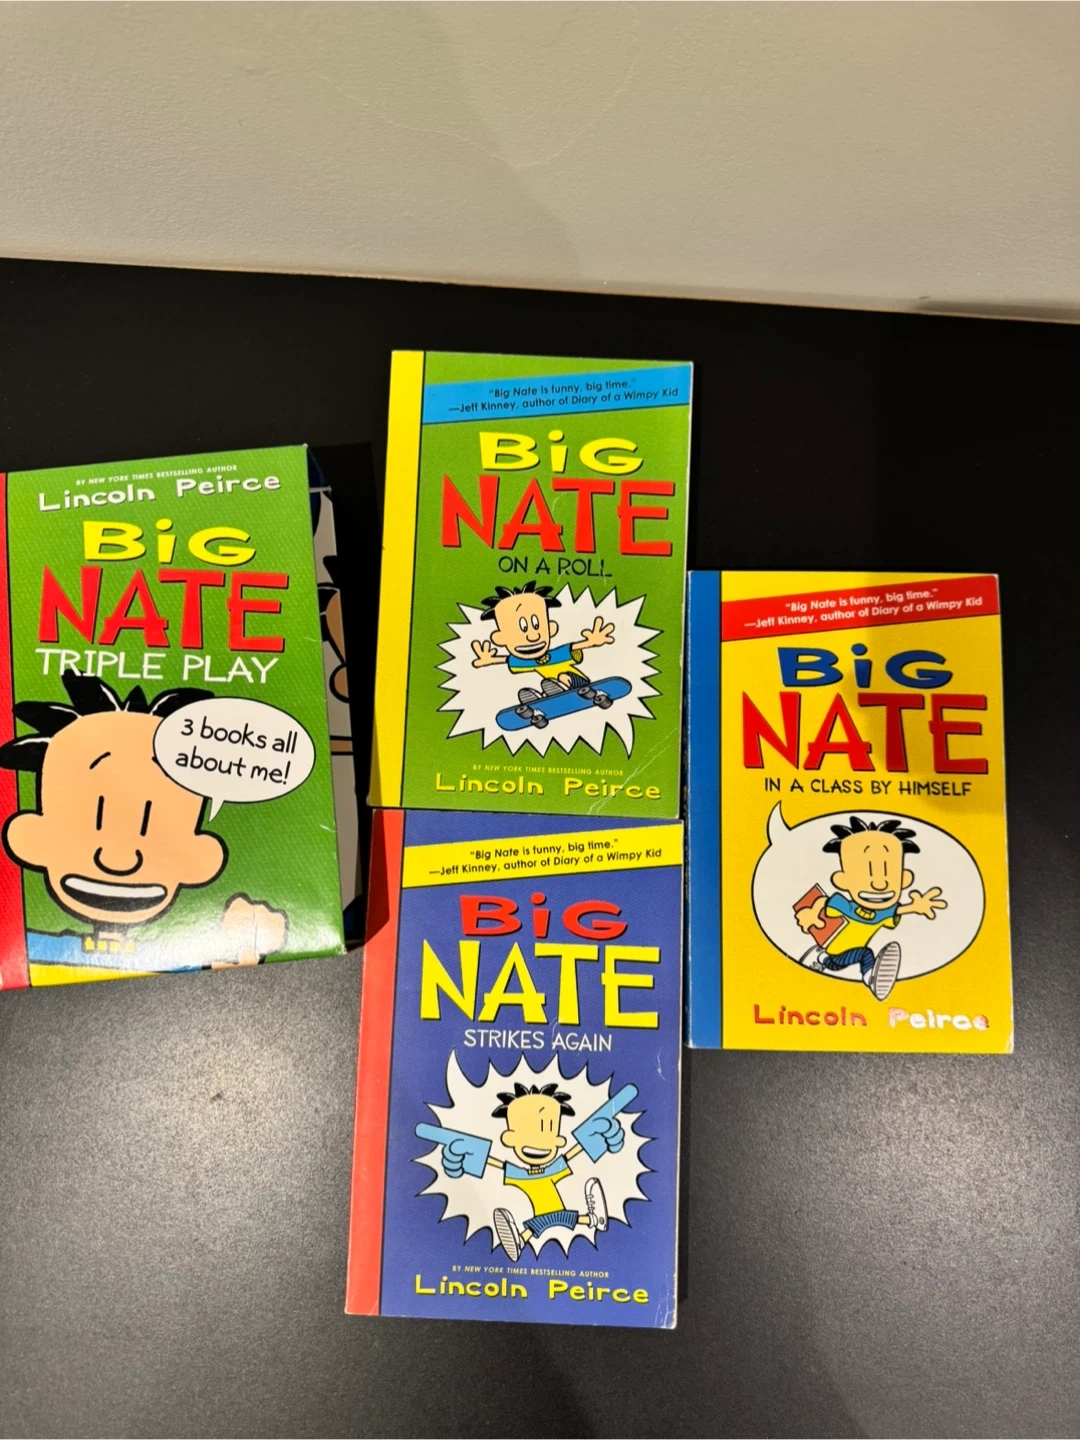 BY NEW YORK TIMES BESTSELLING AUTHOR
Lincoln Peirce
BiG
NATE
TRIPLE PLAY
3 books all
about me!
"Big Nate is funny, big time."
—Jeff Kinney, author of Diary of a Wimpy Kid
BiG
NATE
ON A ROLL
BY NEW YORK TIMES BESTSELLING AUTHOR
Lincoln Peirce
"Big Nate is funny, big time."
—Jeff Kinney, author of Diary of a Wimpy Kid
BiG
NATE
STRIKES AGAIN
BY NEW YORK TIMES BESTSELLING AUTHOR
Lincoln Peirce
"Big Nate is funny, big time."
—Jeff Kinney, author of Diary of a Wimpy Kid
BiG
NATE
IN A CLASS BY HIMSELF
Lincoln Peirce